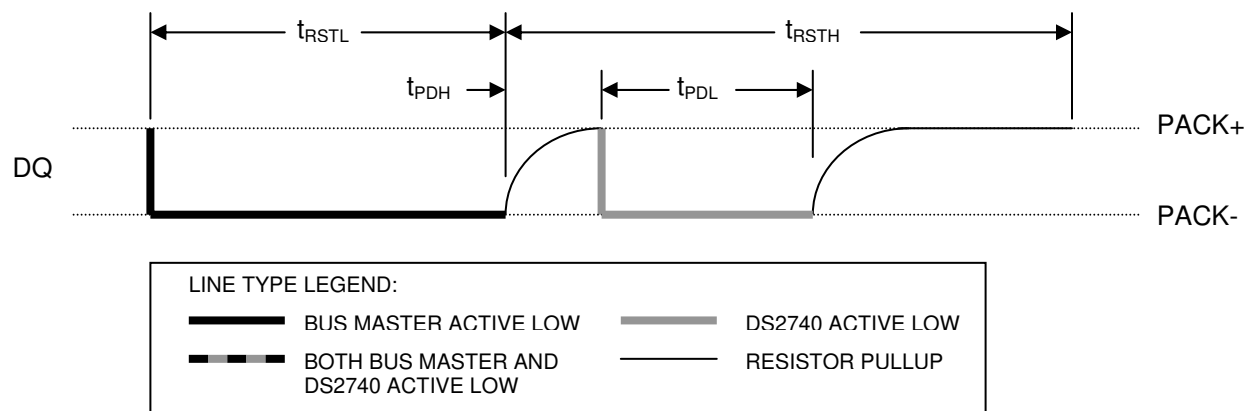 tRSTL
tRSTH
tPDH
tPDL
PACK+
DQ
PACK-
LINE TYPE LEGEND:
BUS MASTER ACTIVE LOW
DS2740 ACTIVE LOW
BOTH BUS MASTER AND
DS2740 ACTIVE LOW
RESISTOR PULLUP